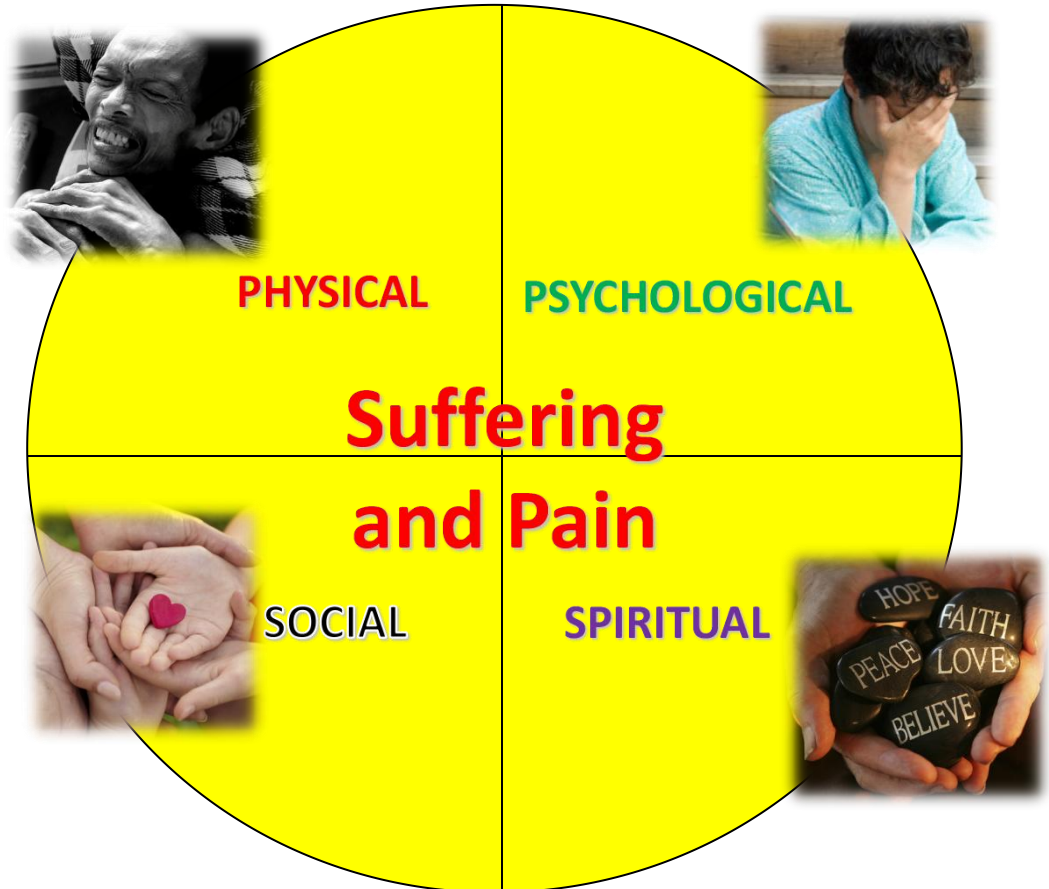 PHYSICAL
PSYCHOLOGICAL
Suffering
and Pain
SOCIAL
SPIRITUAL
HOPE
FAITH
PEACE
LOVE
BELIEVE